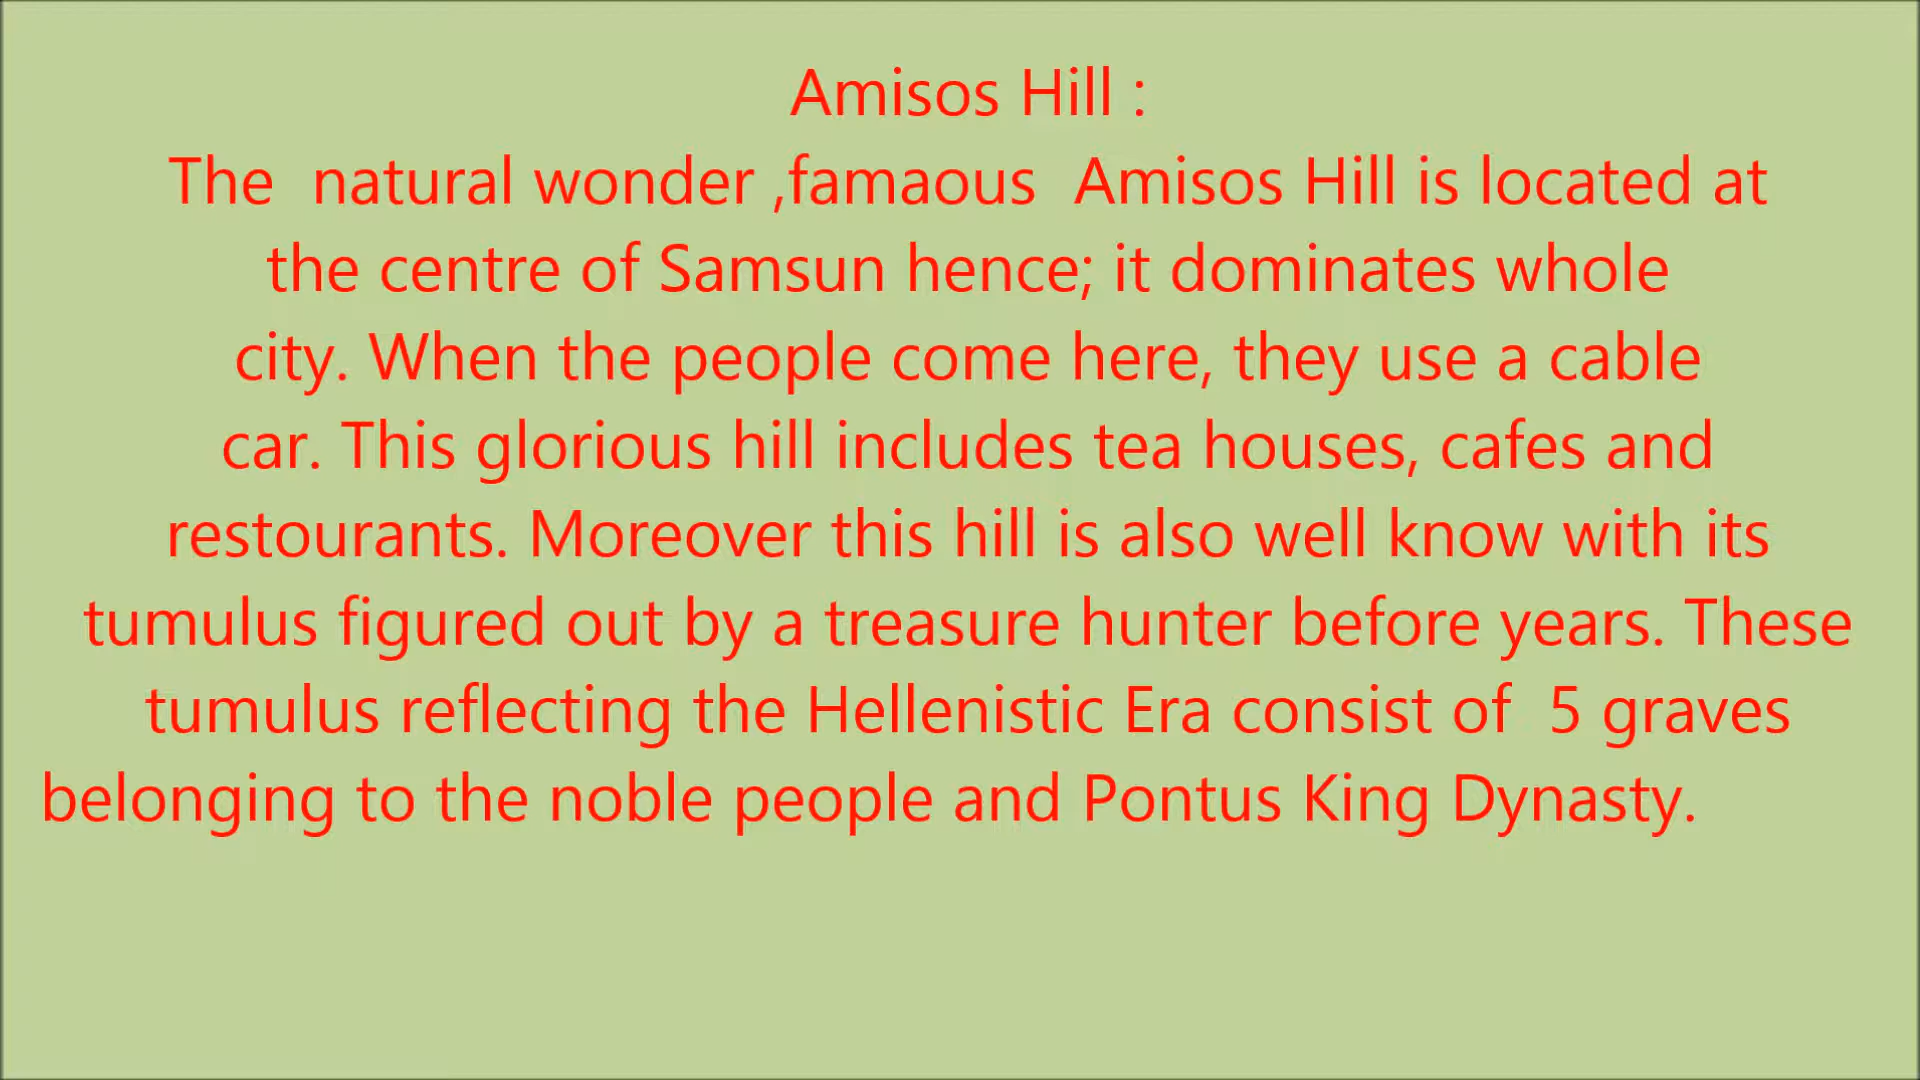 Amisos Hill :
The  natural wonder ,famaous  Amisos Hill is located at
the centre of Samsun hence; it dominates whole
city. When the people come here, they use a cable
car. This glorious hill includes tea houses, cafes and
restourants. Moreover this hill is also well know with its
tumulus figured out by a treasure hunter before years. These
tumulus reflecting the Hellenistic Era consist of  5 graves
belonging to the noble people and Pontus King Dynasty.